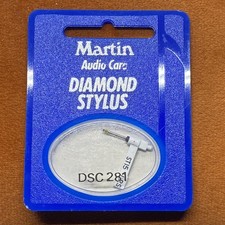 Martin
Audio Care
DIAMOND
STYLUS
DSC 281